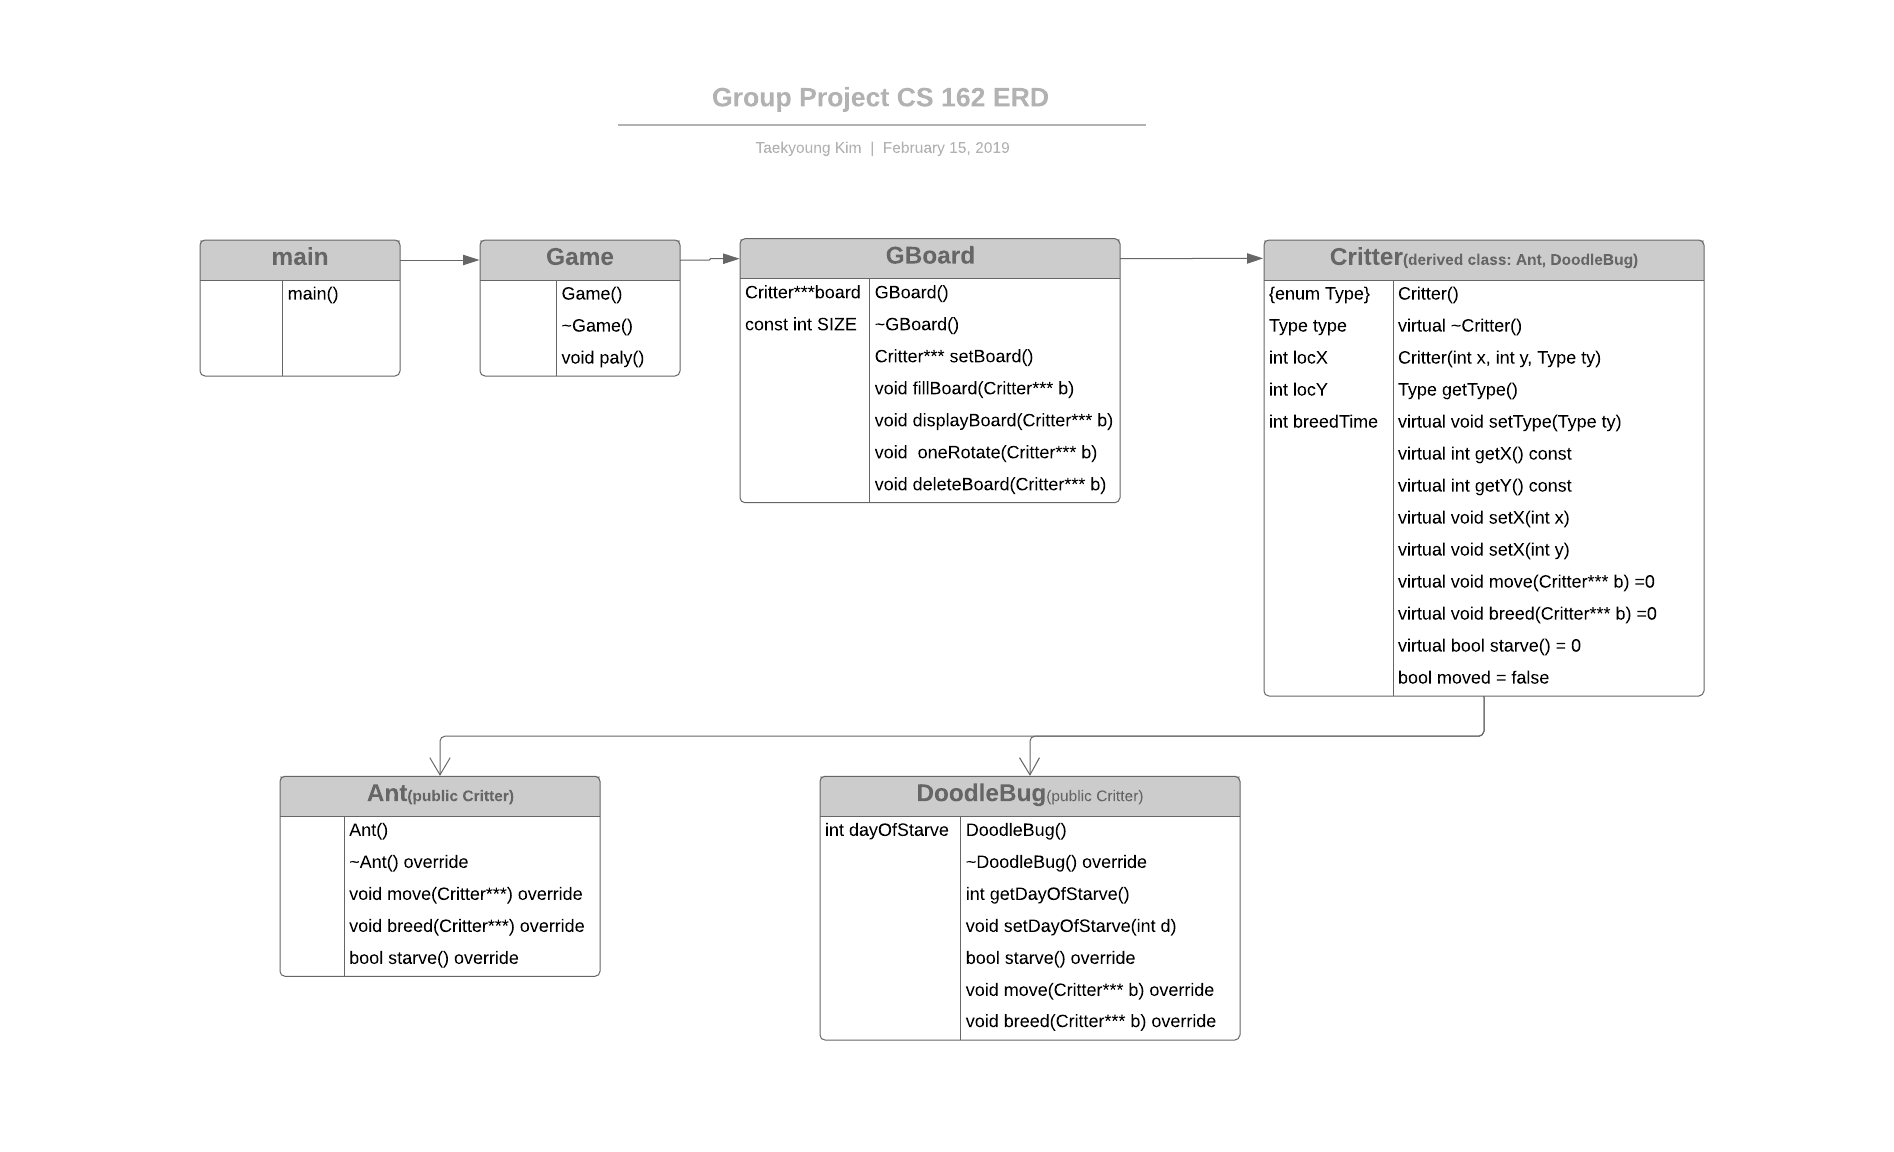 Group Project CS 162 ERD
Taekyoung Kim | February 15, 2019
main
main()
Game
Game()
~Game()
void paly()
GBoard
Critter***board
const int SIZE
GBoard()
~GBoard()
Critter*** setBoard()
void fillBoard(Critter*** b)
void displayBoard(Critter*** b)
void  oneRotate(Critter*** b)
void deleteBoard(Critter*** b)
Critter(derived class: Ant, DoodleBug)
{enum Type}
Type type
int locX
int locY
int breedTime
Critter()
virtual ~Critter()
Critter(int x, int y, Type ty)
Type getType()
virtual void setType(Type ty)
virtual int getX() const
virtual int getY() const
virtual void setX(int x)
virtual void setX(int y)
virtual void move(Critter*** b) =0
virtual void breed(Critter*** b) =0
virtual bool starve() = 0
bool moved = false
Ant(public Critter)
Ant()
~Ant() override
void move(Critter***) override
void breed(Critter***) override
bool starve() override
DoodleBug(public Critter)
int dayOfStarve
DoodleBug()
~DoodleBug() override
int getDayOfStarve()
void setDayOfStarve(int d)
bool starve() override
void move(Critter*** b) override
void breed(Critter*** b) override